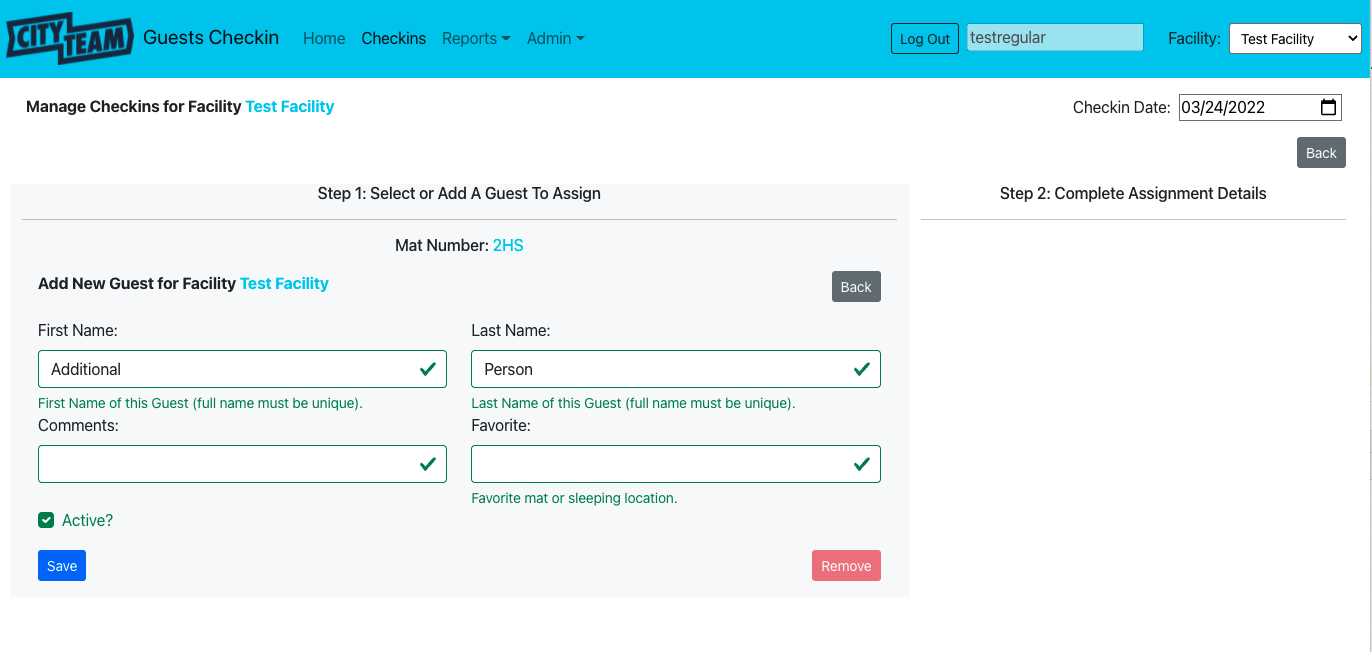 CITY TEAM Guests Checkin Home Checkins Reports Admin Log Out testregular Facility: Test Facility
Manage Checkins for Facility Test Facility Checkin Date: 03/24/2022
Back
Step 1: Select or Add A Guest To Assign
Mat Number: 2HS
Add New Guest for Facility Test Facility Back
First Name: Last Name:
Additional Person
First Name of this Guest (full name must be unique). Last Name of this Guest (full name must be unique).
Comments: Favorite:
Favorite mat or sleeping location.
Active?
Save Remove
Step 2: Complete Assignment Details